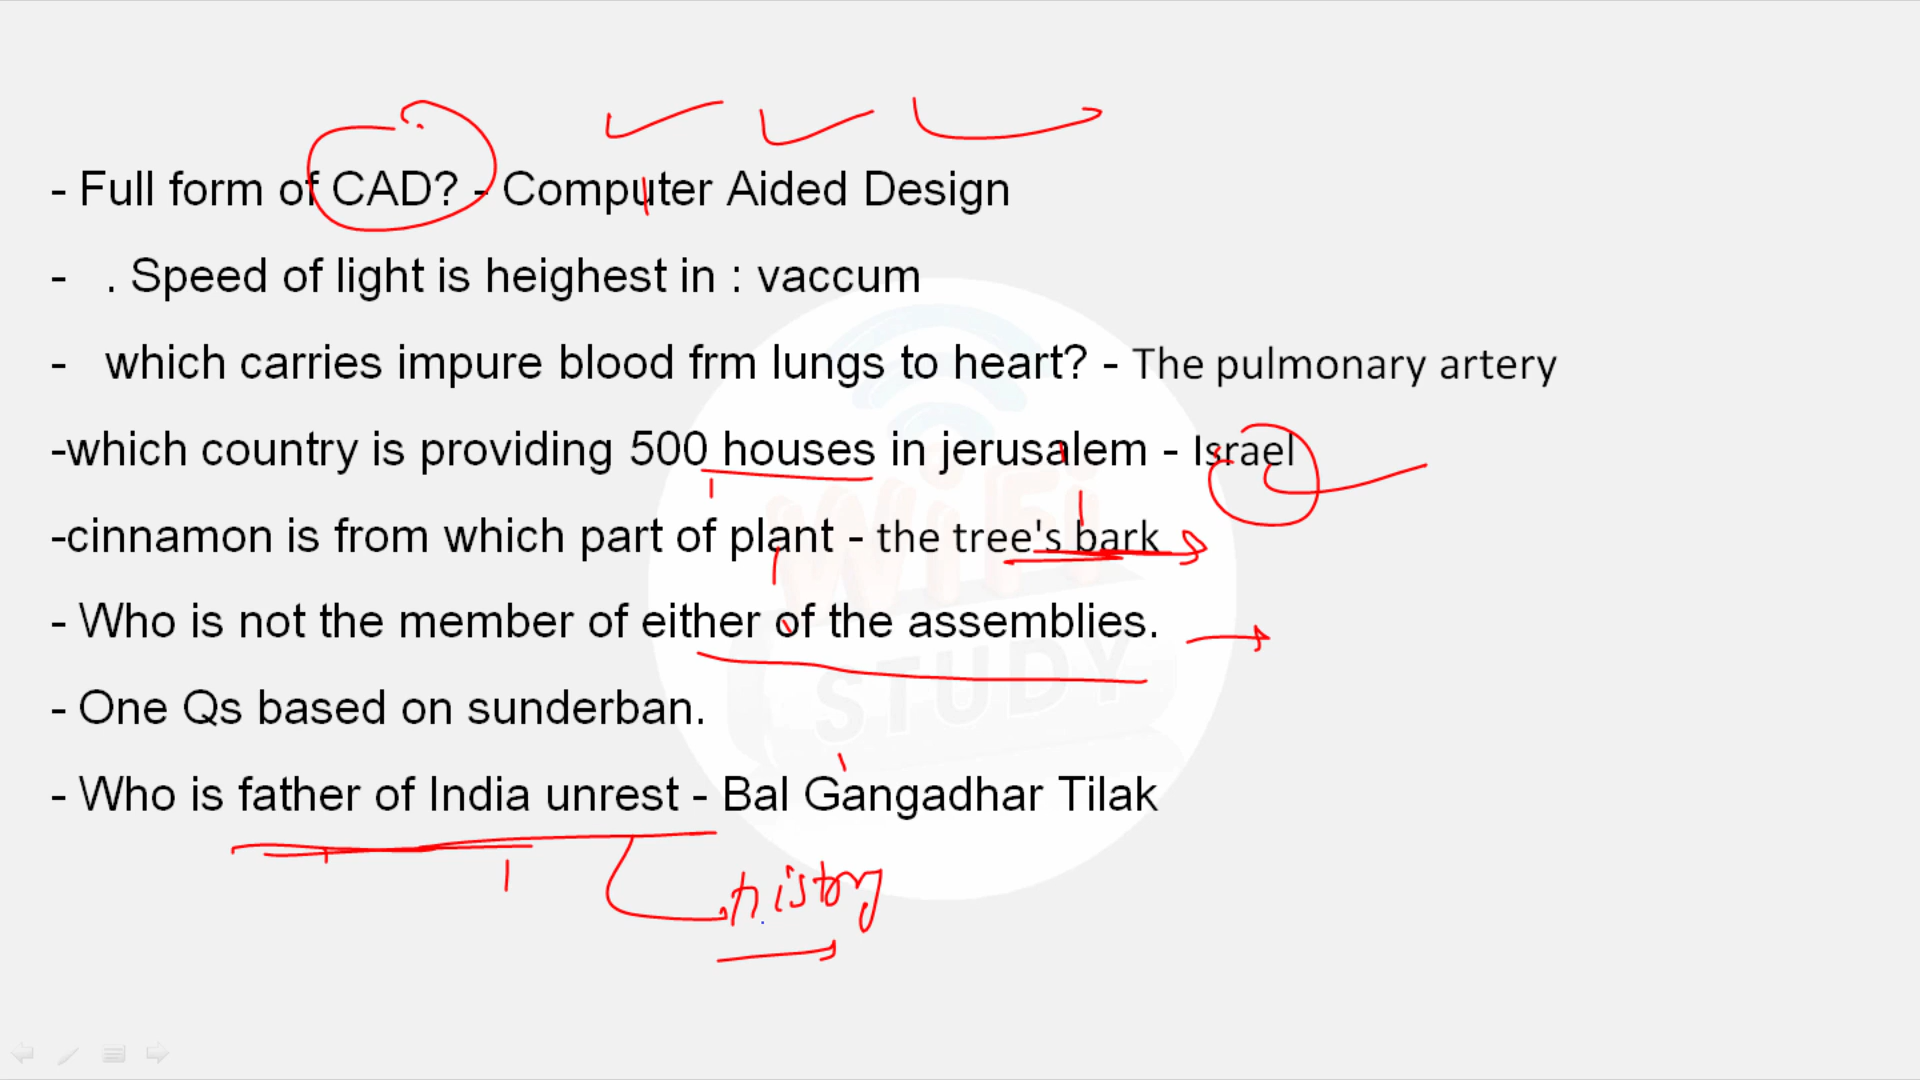 - Full form of CAD? - Computer Aided Design
- . Speed of light is heighest in : vaccum
- which carries impure blood frm lungs to heart? - The pulmonary artery
-which country is providing 500 houses in jerusalem - Israel
-cinnamon is from which part of plant - the tree's bark
- Who is not the member of either of the assemblies.
- One Qs based on sunderban.
- Who is father of India unrest - Bal Gangadhar Tilak
history
WiFi
STUDY